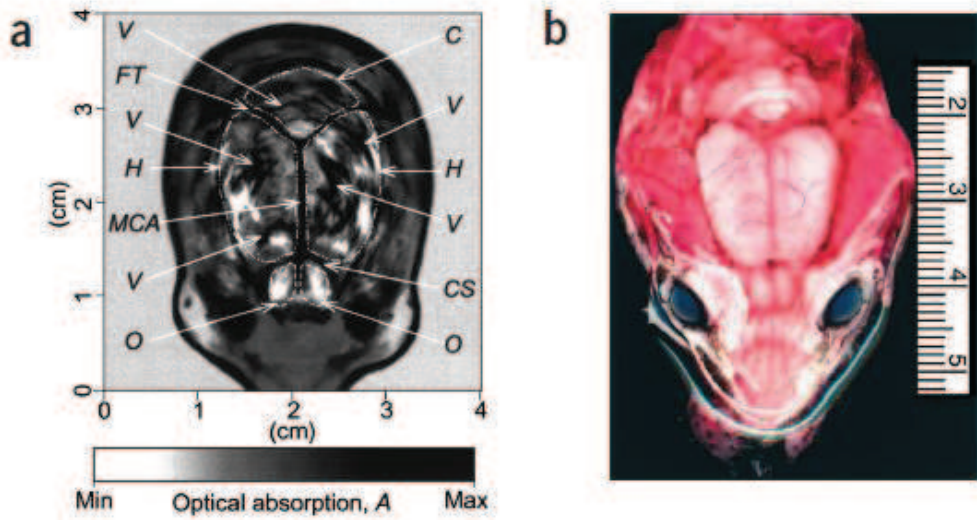 a
b
4
3
2
1
0
(cm)
V
FT
V
H
MCA
V
O
C
V
H
V
CS
O
0 1 2 3 4
(cm)
Min Optical absorption, A Max
2
3
4
5